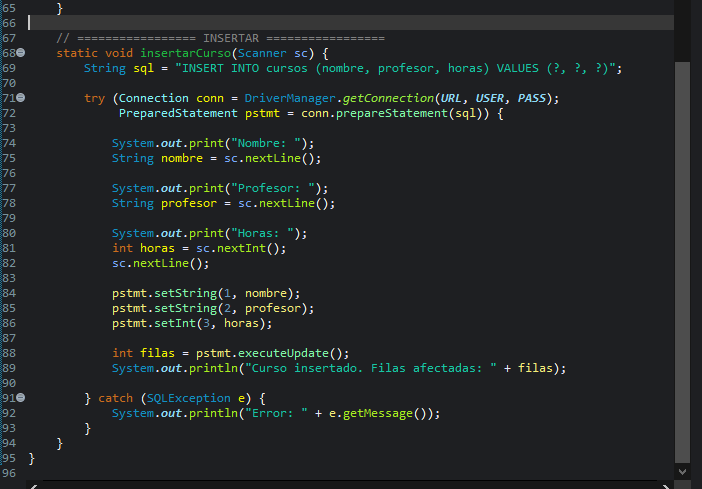 65     }
66
67     // ================= INSERTAR =================
68     static void insertarCurso(Scanner sc) {
69         String sql = "INSERT INTO cursos (nombre, profesor, horas) VALUES (?, ?, ?)";
70
71         try (Connection conn = DriverManager.getConnection(URL, USER, PASS);
72              PreparedStatement pstmt = conn.prepareStatement(sql)) {
73
74             System.out.print("Nombre: ");
75             String nombre = sc.nextLine();
76
77             System.out.print("Profesor: ");
78             String profesor = sc.nextLine();
79
80             System.out.print("Horas: ");
81             int horas = sc.nextInt();
82             sc.nextLine();
83
84             pstmt.setString(1, nombre);
85             pstmt.setString(2, profesor);
86             pstmt.setInt(3, horas);
87
88             int filas = pstmt.executeUpdate();
89             System.out.println("Curso insertado. Filas afectadas: " + filas);
90
91         } catch (SQLException e) {
92             System.out.println("Error: " + e.getMessage());
93         }
94     }
95 }
96